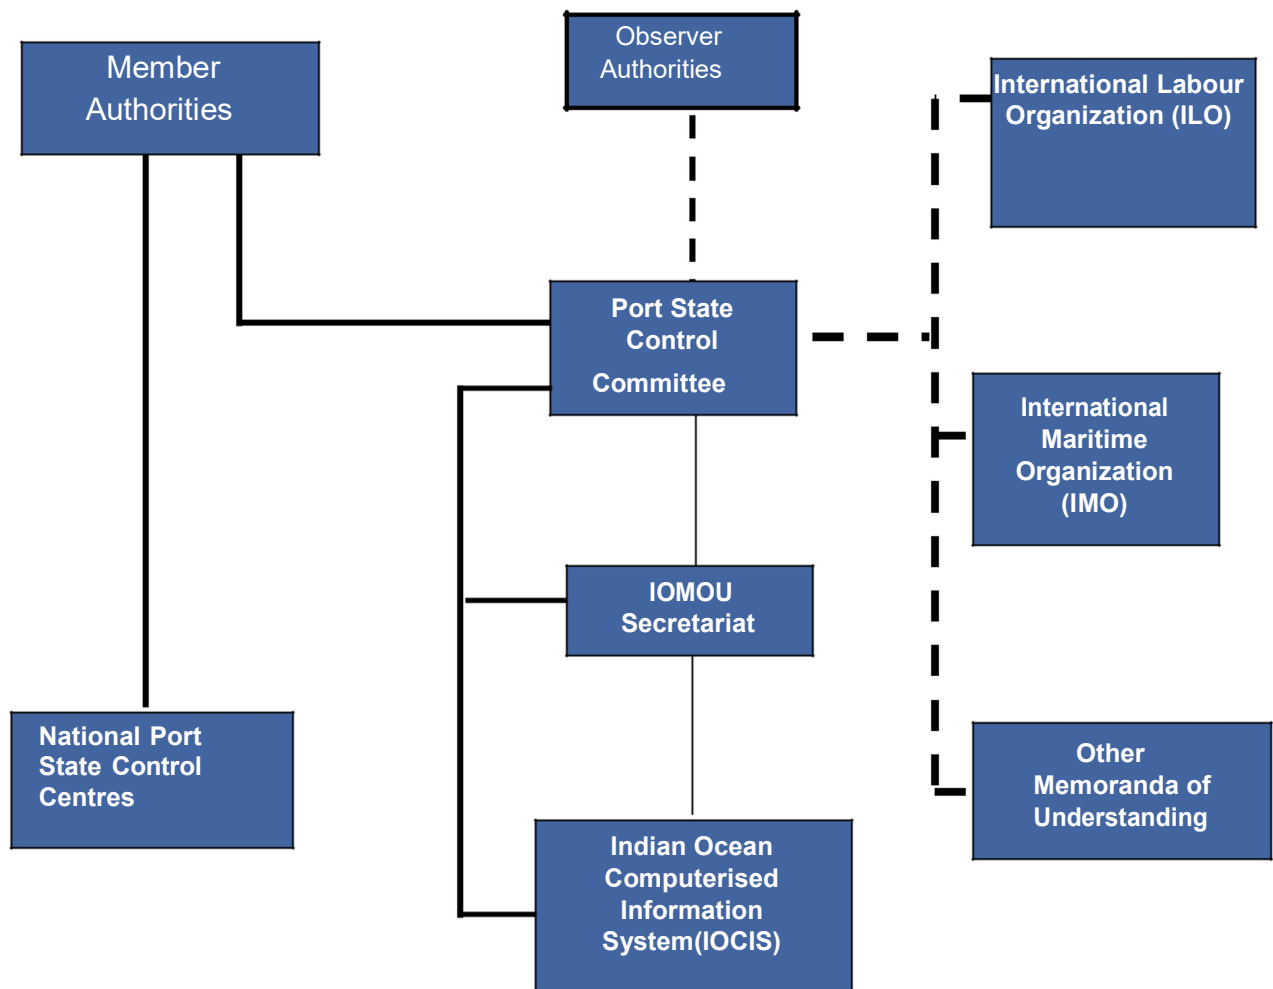 Member
Authorities
Observer
Authorities
International Labour
Organization (ILO)
Port State
Control
Committee
International
Maritime
Organization
(IMO)
IOMOU
Secretariat
National Port
State Control
Centres
Other
Memoranda of
Understanding
Indian Ocean
Computerised
Information
System(IOCIS)